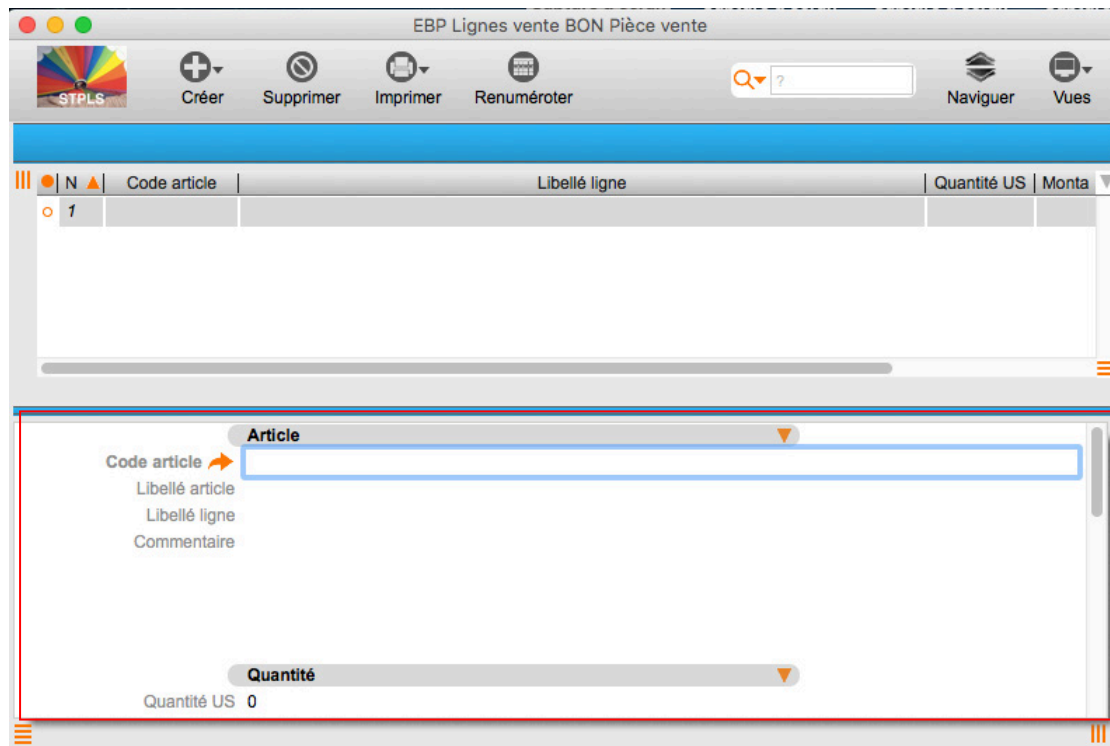 EBP Lignes vente BON Pièce vente
STPLS
Créer Supprimer Imprimer Renuméroter ? Naviguer Vues
N Code article Libellé ligne Quantité US Monta
1
Article
Code article
Libellé article
Libellé ligne
Commentaire
Quantité
Quantité US 0